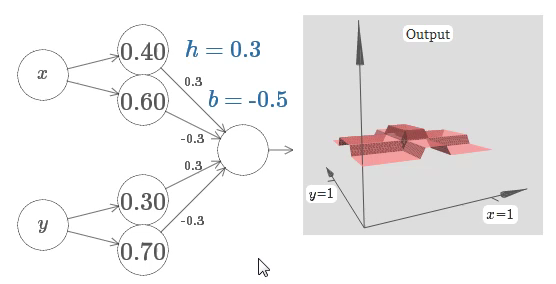 0.40
h = 0.3
x
0.3
0.60
b = -0.5
-0.3
0.3
0.30
y
-0.3
0.70
Output
y=1
x=1